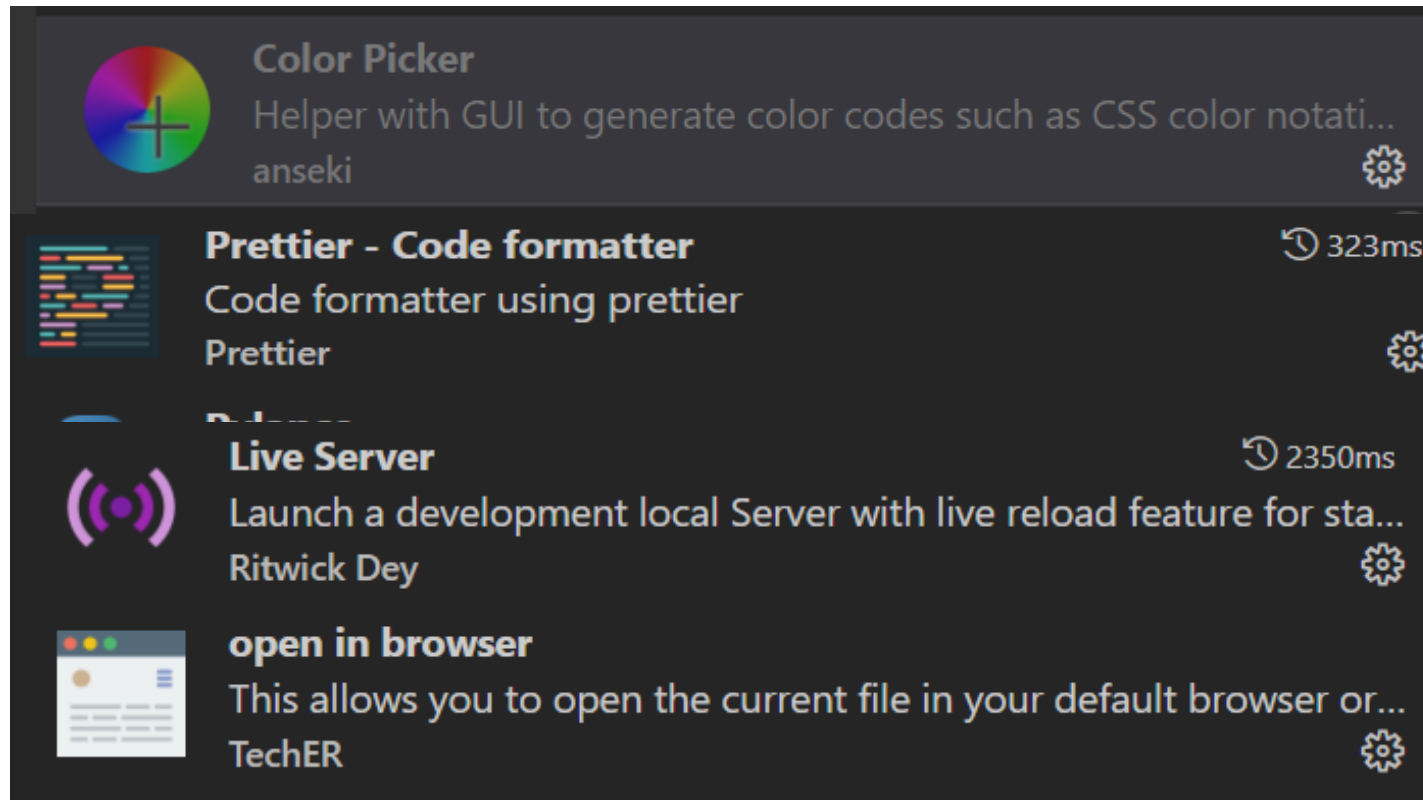 Color Picker
Helper with GUI to generate color codes such as CSS color notati...
anseki
Prettier - Code formatter
323ms
Code formatter using prettier
Prettier
Live Server
2350ms
Launch a development local Server with live reload feature for sta...
Ritwick Dey
open in browser
This allows you to open the current file in your default browser or...
TechER